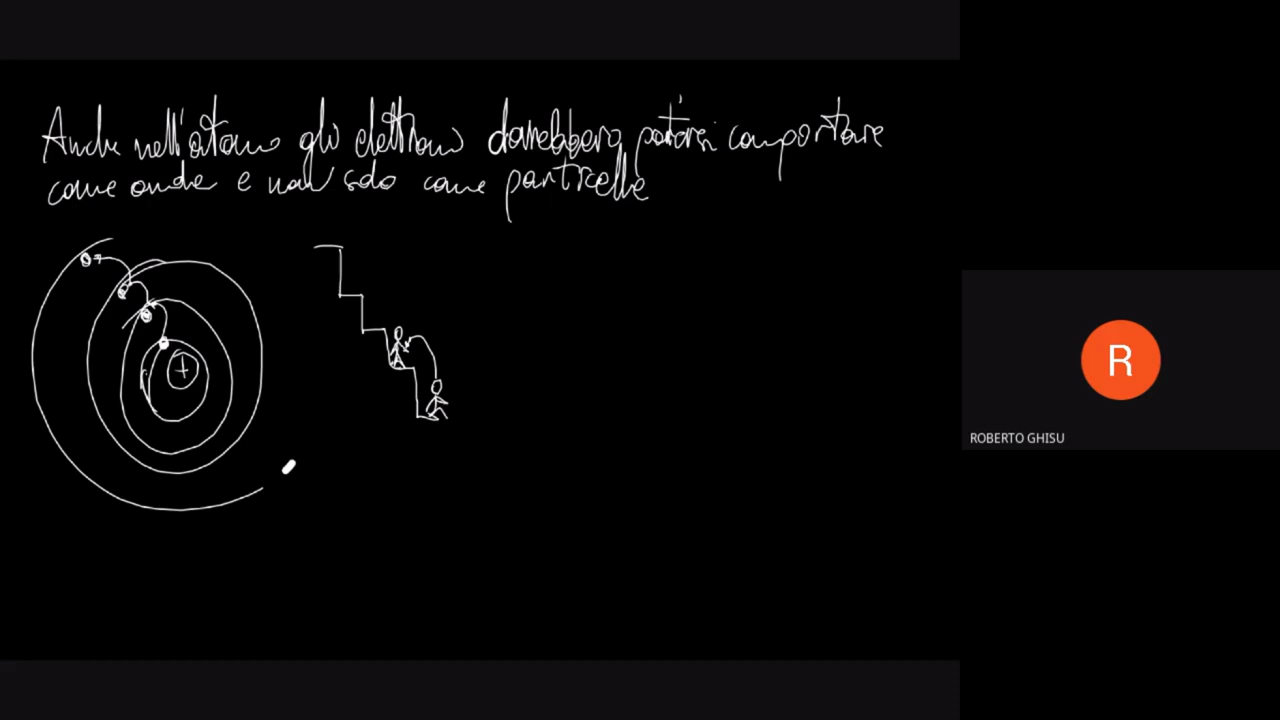 Anche nell'atomo gli elettroni dovrebbero potersi comportare
come onde e non solo come particelle
+
R
ROBERTO GHISU